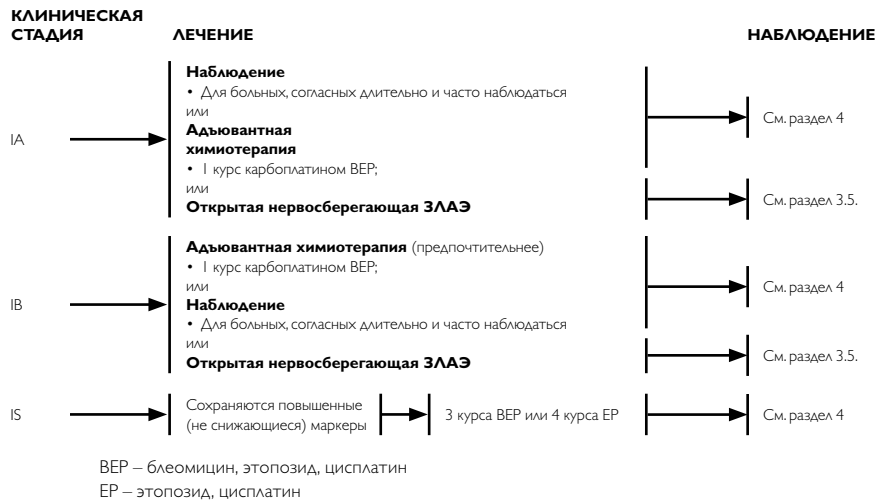 КЛИНИЧЕСКАЯ
СТАДИЯ
ЛЕЧЕНИЕ
НАБЛЮДЕНИЕ
IA
Наблюдение
• Для больных, согласных длительно и часто наблюдаться
или
Адъювантная
химиотерапия
• 1 курс карбоплатином BEP;
или
Открытая нервосберегающая ЗЛАЭ
См. раздел 4
См. раздел 3.5.
IB
Адъювантная химиотерапия (предпочтительнее)
• 1 курс карбоплатином BEP;
или
Наблюдение
• Для больных, согласных длительно и часто наблюдаться
или
Открытая нервосберегающая ЗЛАЭ
См. раздел 4
См. раздел 3.5.
IS
Сохраняются повышенные
(не снижающиеся) маркеры
3 курса BEP или 4 курса EP
См. раздел 4
BEP – блеомицин, этопозид, цисплатин
EP – этопозид, цисплатин